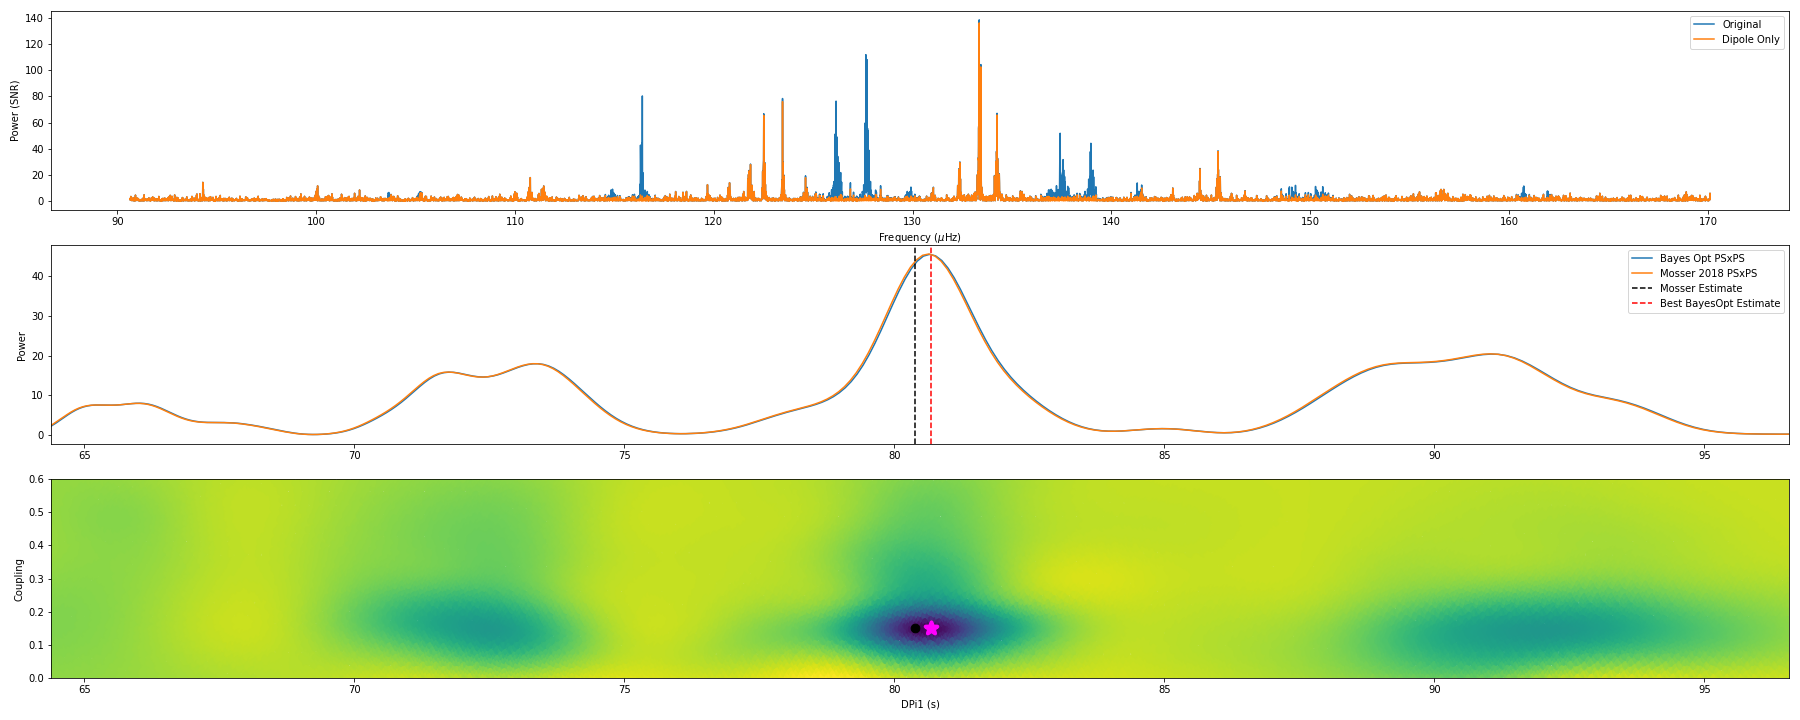 140
120
100
80
60
40
20
0
Power (SNR)
Original
Dipole Only
90 100 110 120 130 140 150 160 170
Frequency (μHz)
40
30
20
10
0
Power
Bayes Opt PSxPS
Mosser 2018 PSxPS
Mosser Estimate
Best BayesOpt Estimate
65 70 75 80 85 90 95
0.6
0.5
0.4
0.3
0.2
0.1
0.0
Coupling
65 70 75 80 85 90 95
DPi1 (s)